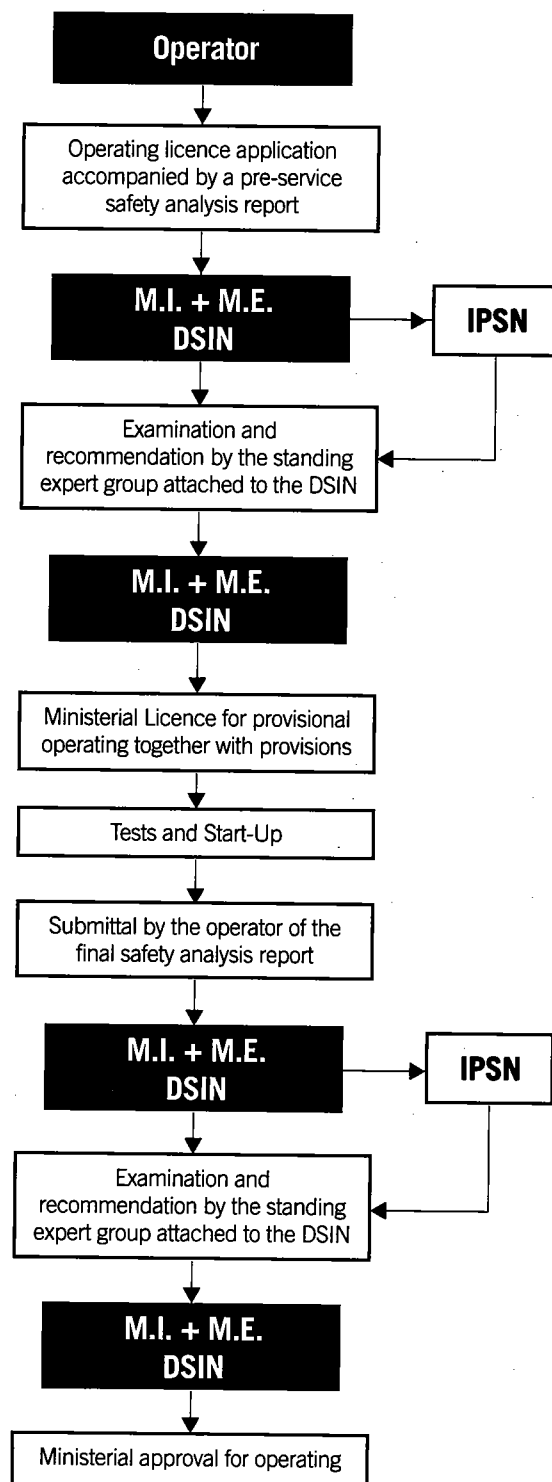 Operator
Operating licence application
accompanied by a pre-service
safety analysis report
M.I. + M.E.
DSIN
IPSN
Examination and
recommendation by the standing
expert group attached to the DSIN
M.I. + M.E.
DSIN
Ministerial Licence for provisional
operating together with provisions
Tests and Start-Up
Submittal by the operator of the
final safety analysis report
M.I. + M.E.
DSIN
IPSN
Examination and
recommendation by the standing
expert group attached to the DSIN
M.I. + M.E.
DSIN
Ministerial approval for operating